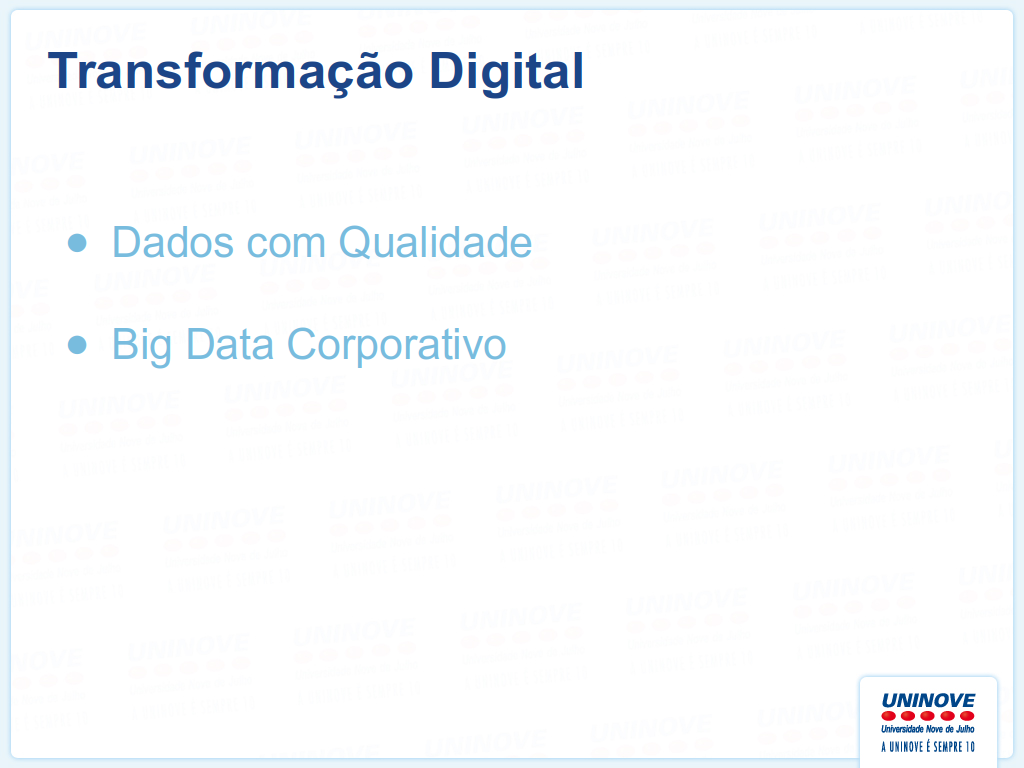 Transformação Digital
Dados com Qualidade
Big Data Corporativo
UNINOVE
Universidade Nove de Julho
A UNINOVE É SEMPRE 10